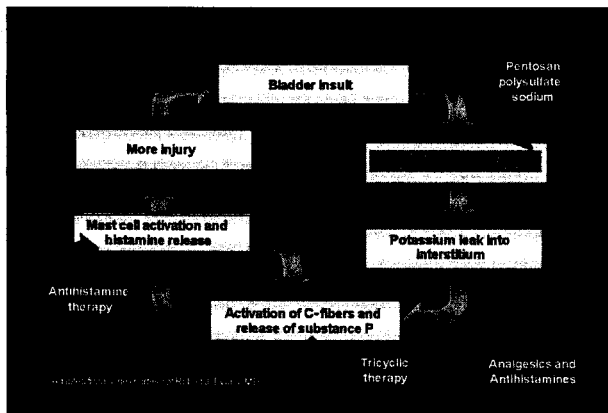 Bladder insult
Pentosan
polysulfate
sodium
More injury
Mast cell activation and
histamine release
Potassium leak into
interstitium
Antihistamine
therapy
Activation of C-fibers and
release of substance P
Tricyclic
therapy
Analgesics and
Antihistamines